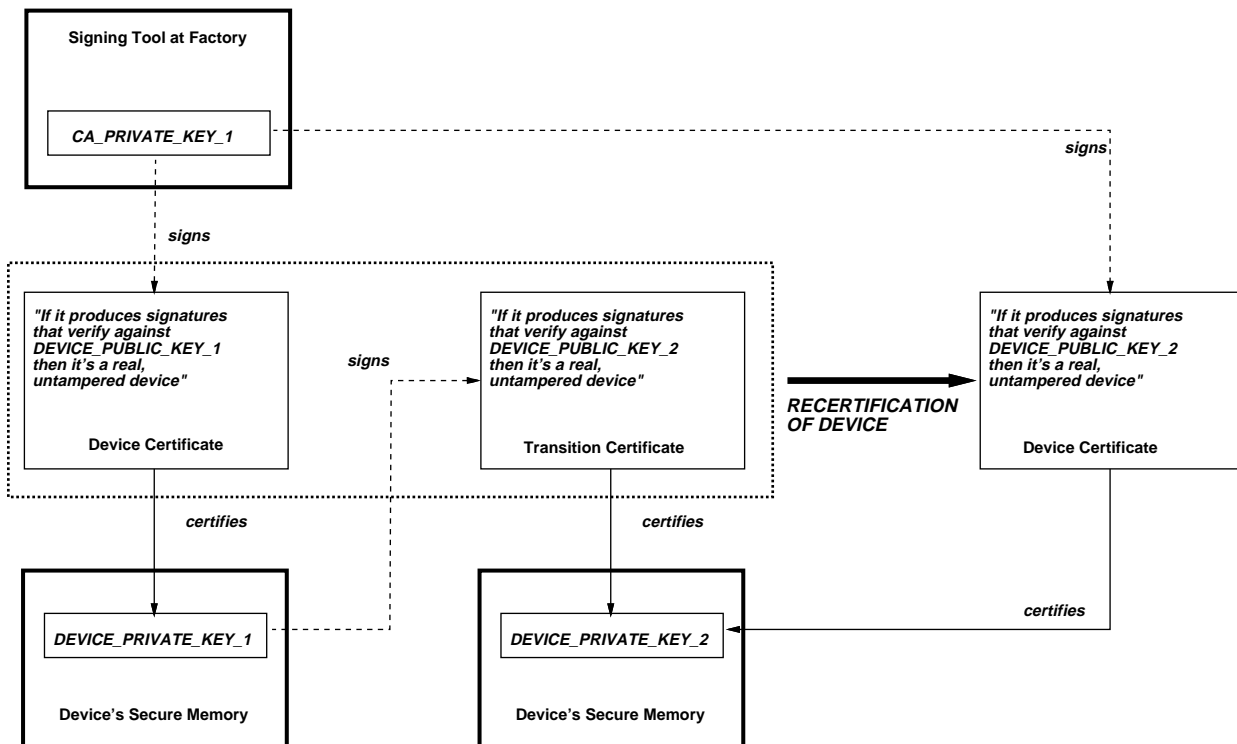 Signing Tool at Factory
CA_PRIVATE_KEY_1
signs
signs
"If it produces signatures
that verify against
DEVICE_PUBLIC_KEY_1
then it's a real,
untampered device"
Device Certificate
signs
"If it produces signatures
that verify against
DEVICE_PUBLIC_KEY_2
then it's a real,
untampered device"
Transition Certificate
RECERTIFICATION
OF DEVICE
"If it produces signatures
that verify against
DEVICE_PUBLIC_KEY_2
then it's a real,
untampered device"
Device Certificate
certifies
certifies
certifies
DEVICE_PRIVATE_KEY_1
Device's Secure Memory
DEVICE_PRIVATE_KEY_2
Device's Secure Memory